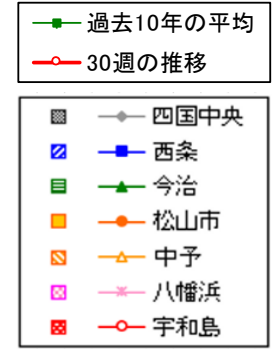 過去10年の平均
30週の推移
四国中央
西条
今治
松山市
中予
八幡浜
宇和島